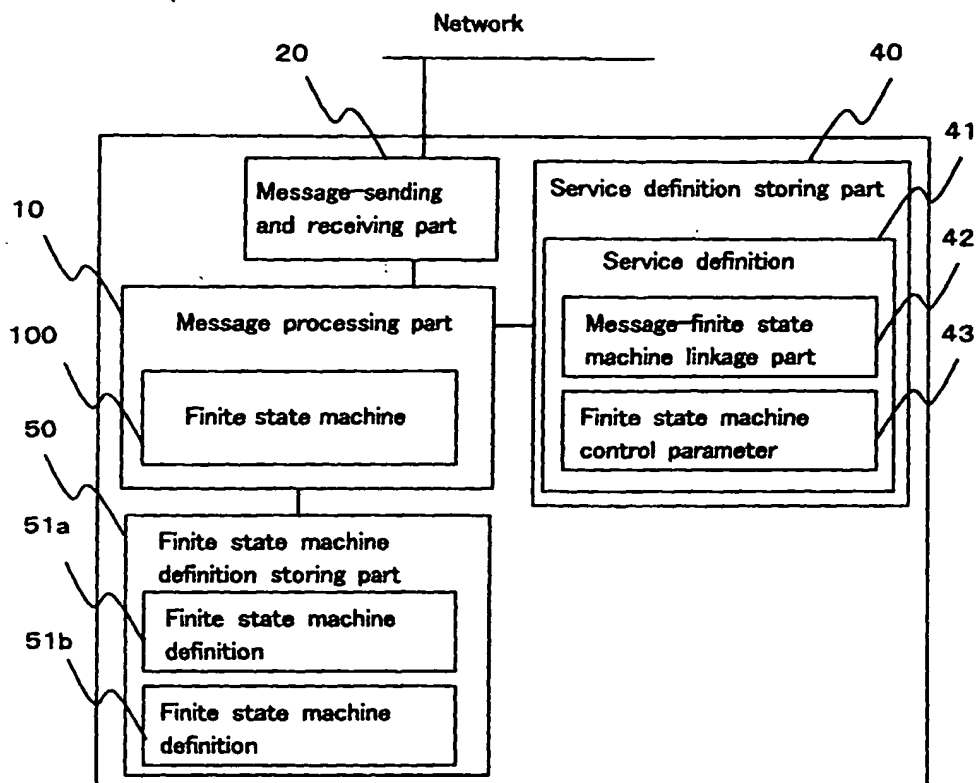 Network
20
40
41
Message sending
and receiving part
Service definition storing part
10
42
Service definition
Message processing part
Message-finite state
machine linkage part
100
43
Finite state machine
Finite state machine
control parameter
50
51a
Finite state machine
definition storing part
Finite state machine
definition
51b
Finite state machine
definition